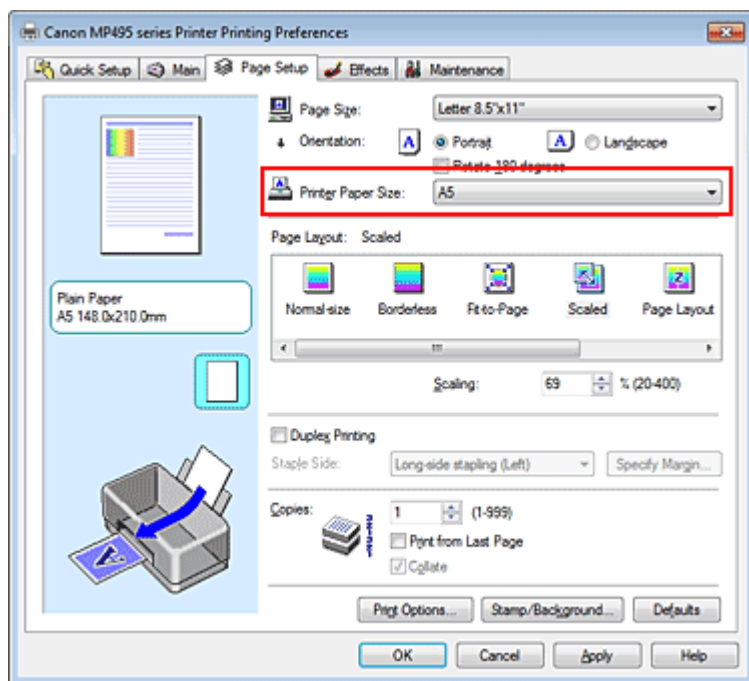 Canon MP495 series Printer Printing Preferences
Quick Setup Main Page Setup Effects Maintenance
Page Size: Letter 8.5"x11"
Orientation: A Portrait A Landscape
Rotate 180 degrees
Printer Paper Size: A5
Page Layout: Scaled
Normal-size Borderless Fit-to-Page Scaled Page Layout
Plain Paper
A5 148.0x210.0mm
Scaling: 69 % (20-400)
Duplex Printing
Staple Side: Long-side stapling (Left) Specify Margin...
Copies: 1 (1-999)
Print from Last Page
Collate
Print Options... Stamp/Background... Defaults
OK Cancel Apply Help